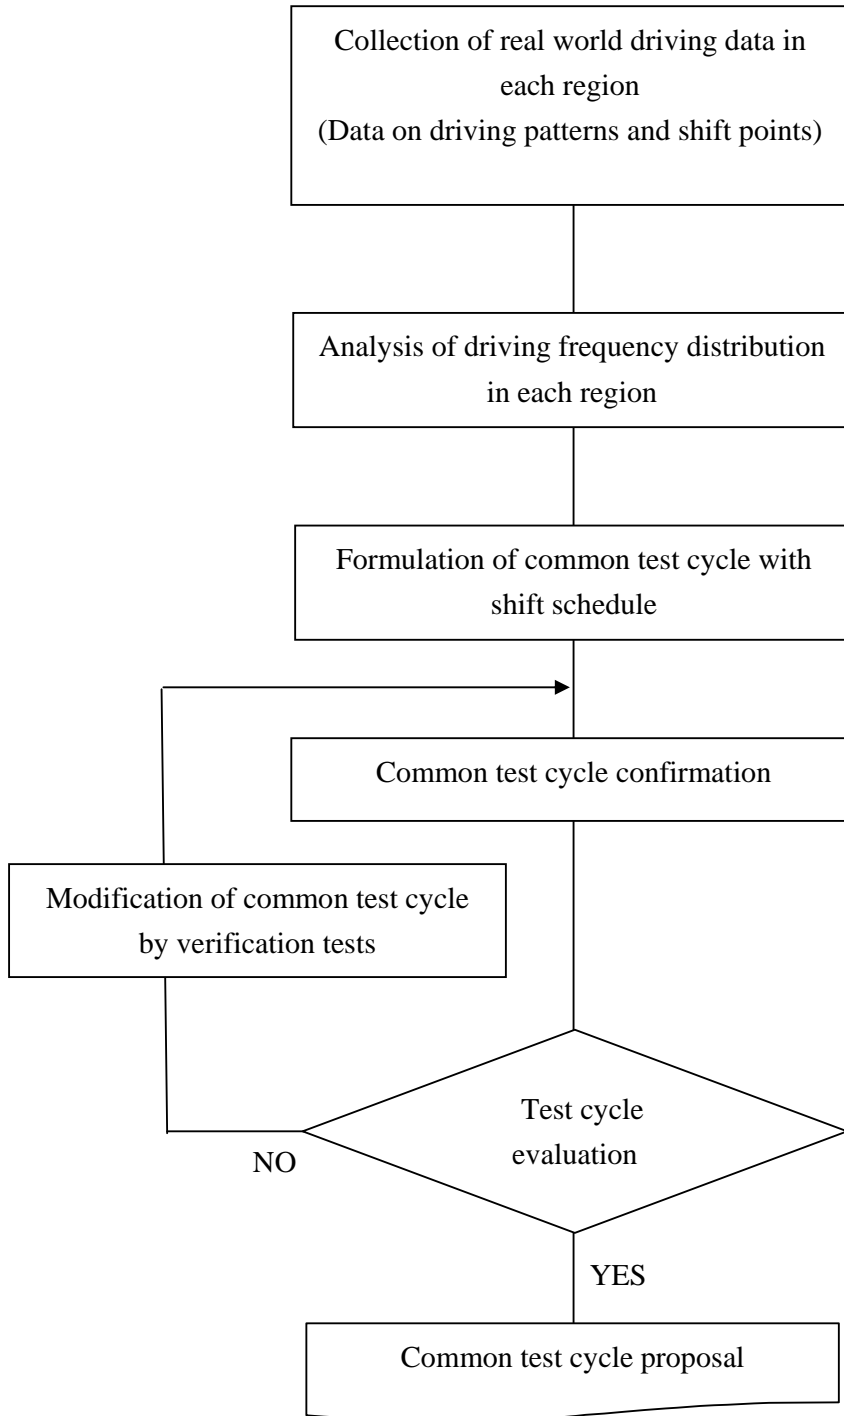 Collection of real world driving data in
each region
(Data on driving patterns and shift points)
Analysis of driving frequency distribution
in each region
Formulation of common test cycle with
shift schedule
Common test cycle confirmation
Modification of common test cycle
by verification tests
Test cycle
evaluation
NO
YES
Common test cycle proposal